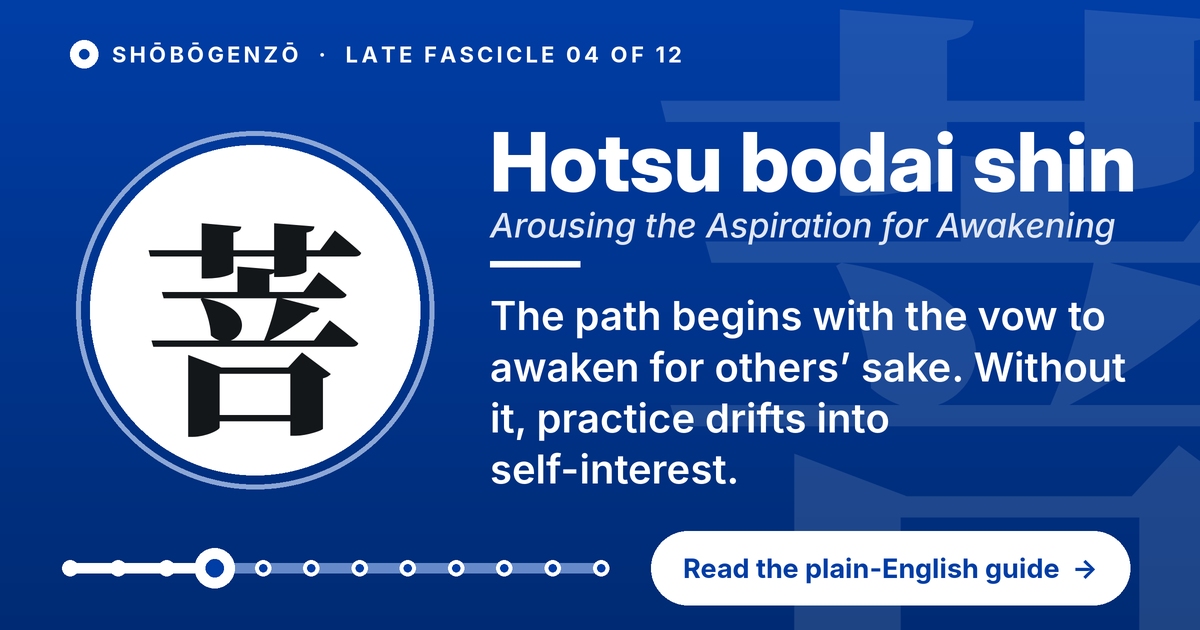 SHŌBŌGENZŌ · LATE FASCICLE 04 OF 12
菩
Hotsu bodai shin
Arousing the Aspiration for Awakening
The path begins with the vow to
awaken for others’ sake. Without
it, practice drifts into
self-interest.
Read the plain-English guide →